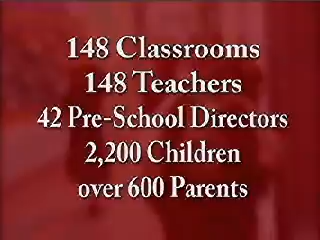 148 Classrooms
148 Teachers
42 Pre-School Directors
2,200 Children
over 600 Parents